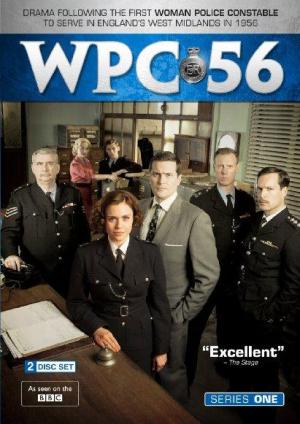 DRAMA FOLLOWING THE FIRST WOMAN POLICE CONSTABLE
TO SERVE IN ENGLAND'S WEST MIDLANDS IN 1956
WPC 56
"Excellent"
– The Stage
2 DISC SET
As seen on the
BBC
SERIES ONE